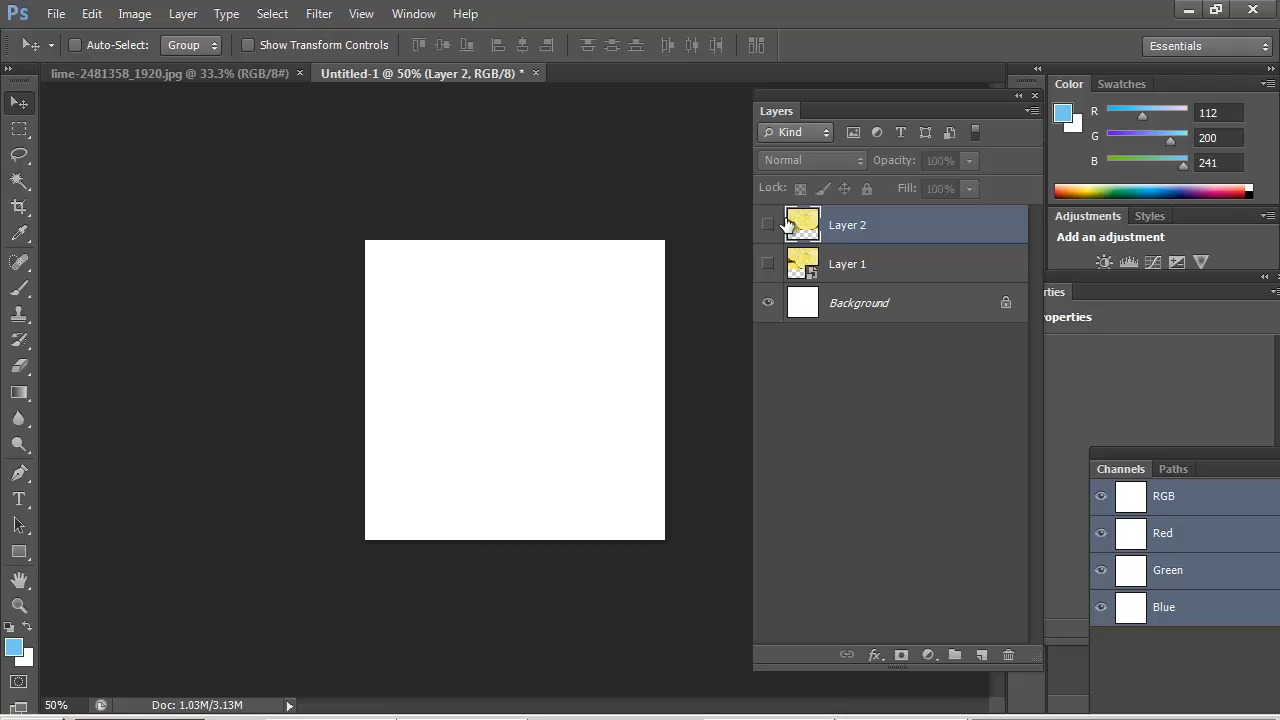 Ps File Edit Image Layer Type Select Filter View Window Help
Auto-Select: Group Show Transform Controls Essentials
lime-2481358_1920.jpg @ 33.3% (RGB/8#) × Untitled-1 @ 50% (Layer 2, RGB/8) * ×
Color Swatches
R 112
G 200
B 241
Layers
Kind
Normal Opacity: 100%
Lock: Fill: 100%
Layer 2
Layer 1
Background
Adjustments Styles
Add an adjustment
rties
roperties
Channels Paths
RGB
Red
Green
Blue
T
fx
50% Doc: 1.03M/3.13M